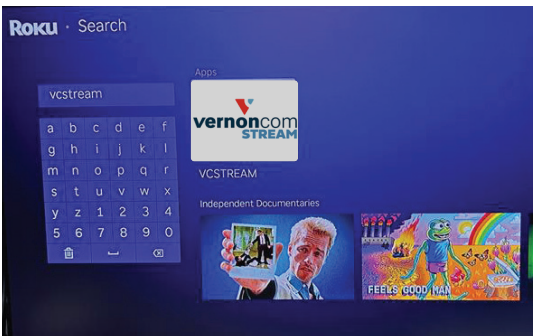 Roku · Search
Apps
vcstream
vernoncom
STREAM
a b c d e f
g h i j k l
m n o p q r
s t u v w x
y z 1 2 3 4
5 6 7 8 9 0
VCSTREAM
Independent Documentaries
FEELS GOOD MAN